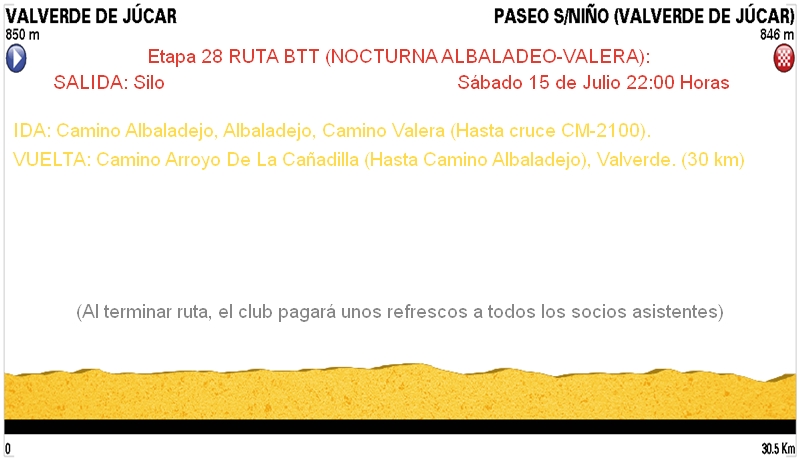 VALVERDE DE JÚCAR
PASEO S/NIÑO (VALVERDE DE JÚCAR)
850 m
846 m
Etapa 28 RUTA BTT (NOCTURNA ALBALADEO-VALERA):
SALIDA: Silo
Sábado 15 de Julio 22:00 Horas
IDA: Camino Albaladejo, Albaladejo, Camino Valera (Hasta cruce CM-2100).
VUELTA: Camino Arroyo De La Cañadilla (Hasta Camino Albaladejo), Valverde. (30 km)
(Al terminar ruta, el club pagará unos refrescos a todos los socios asistentes)
0
30.5 Km